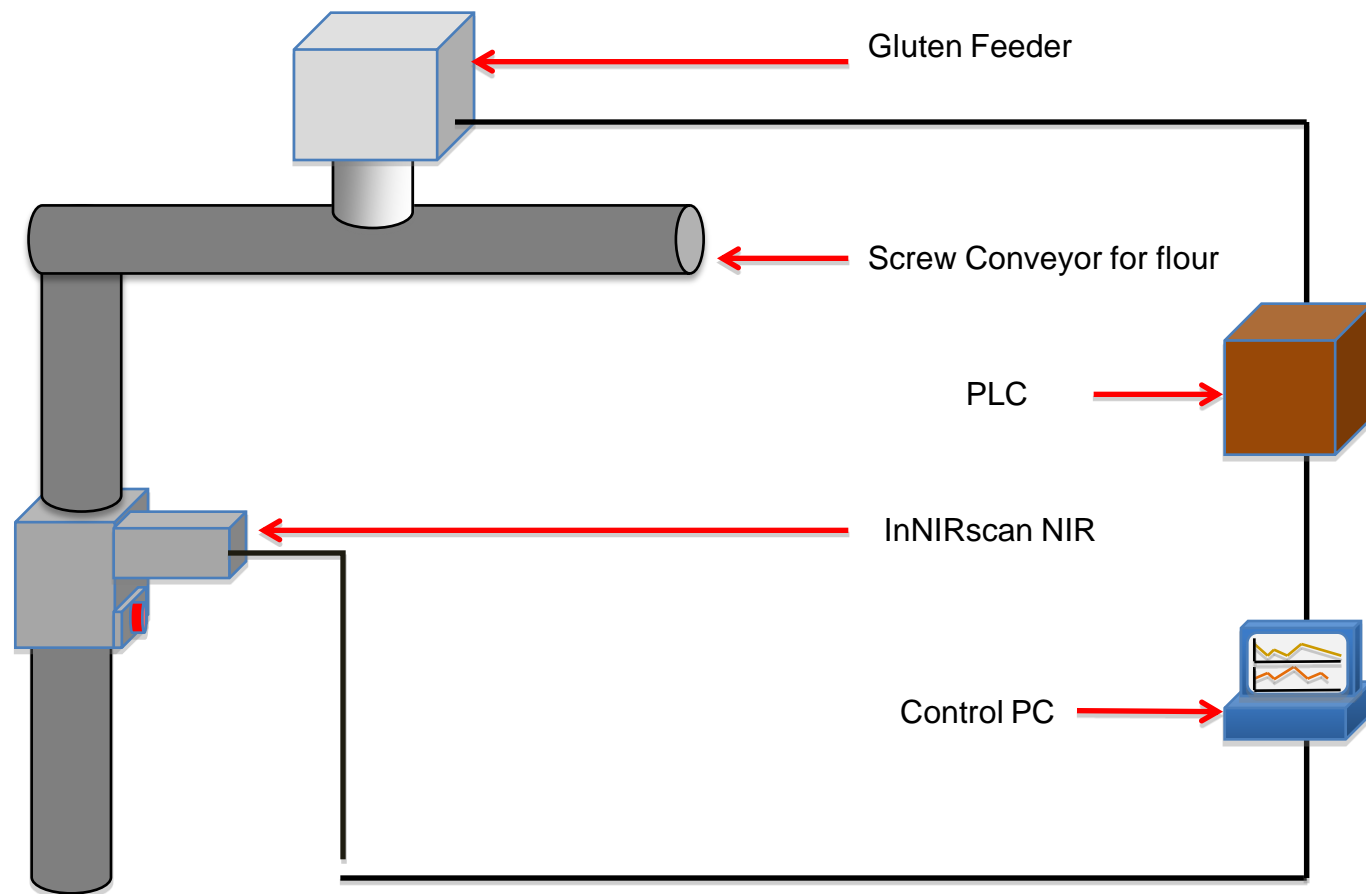 Gluten Feeder
Screw Conveyor for flour
PLC
InNIRscan NIR
Control PC